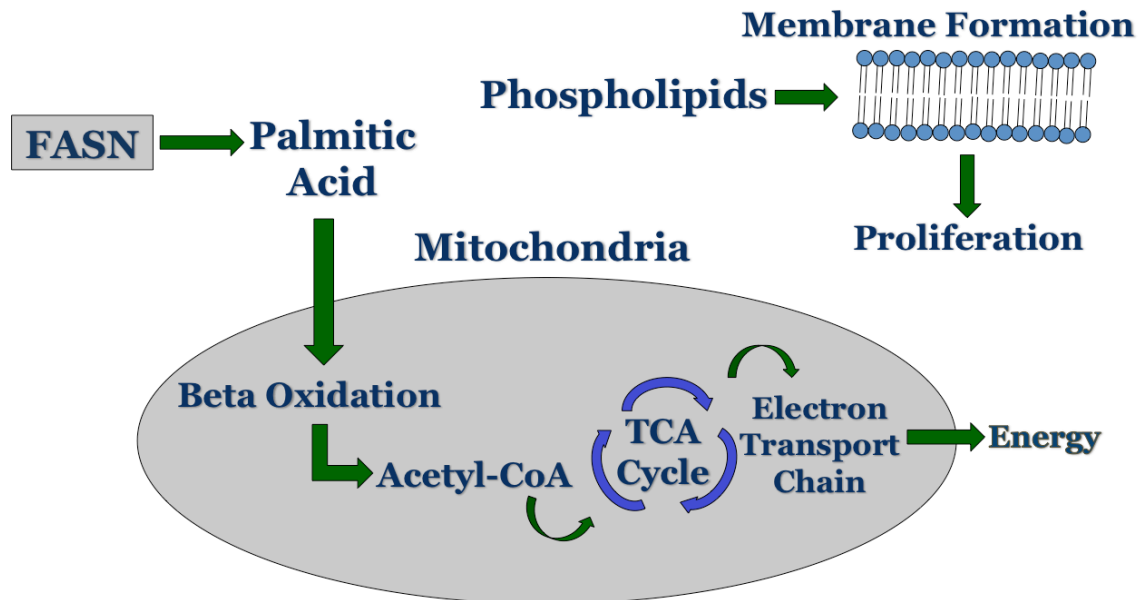 Membrane Formation
Phospholipids
FASN
Palmitic
Acid
Proliferation
Mitochondria
Beta Oxidation
Acetyl-CoA
TCA
Cycle
Electron
Transport
Chain
Energy